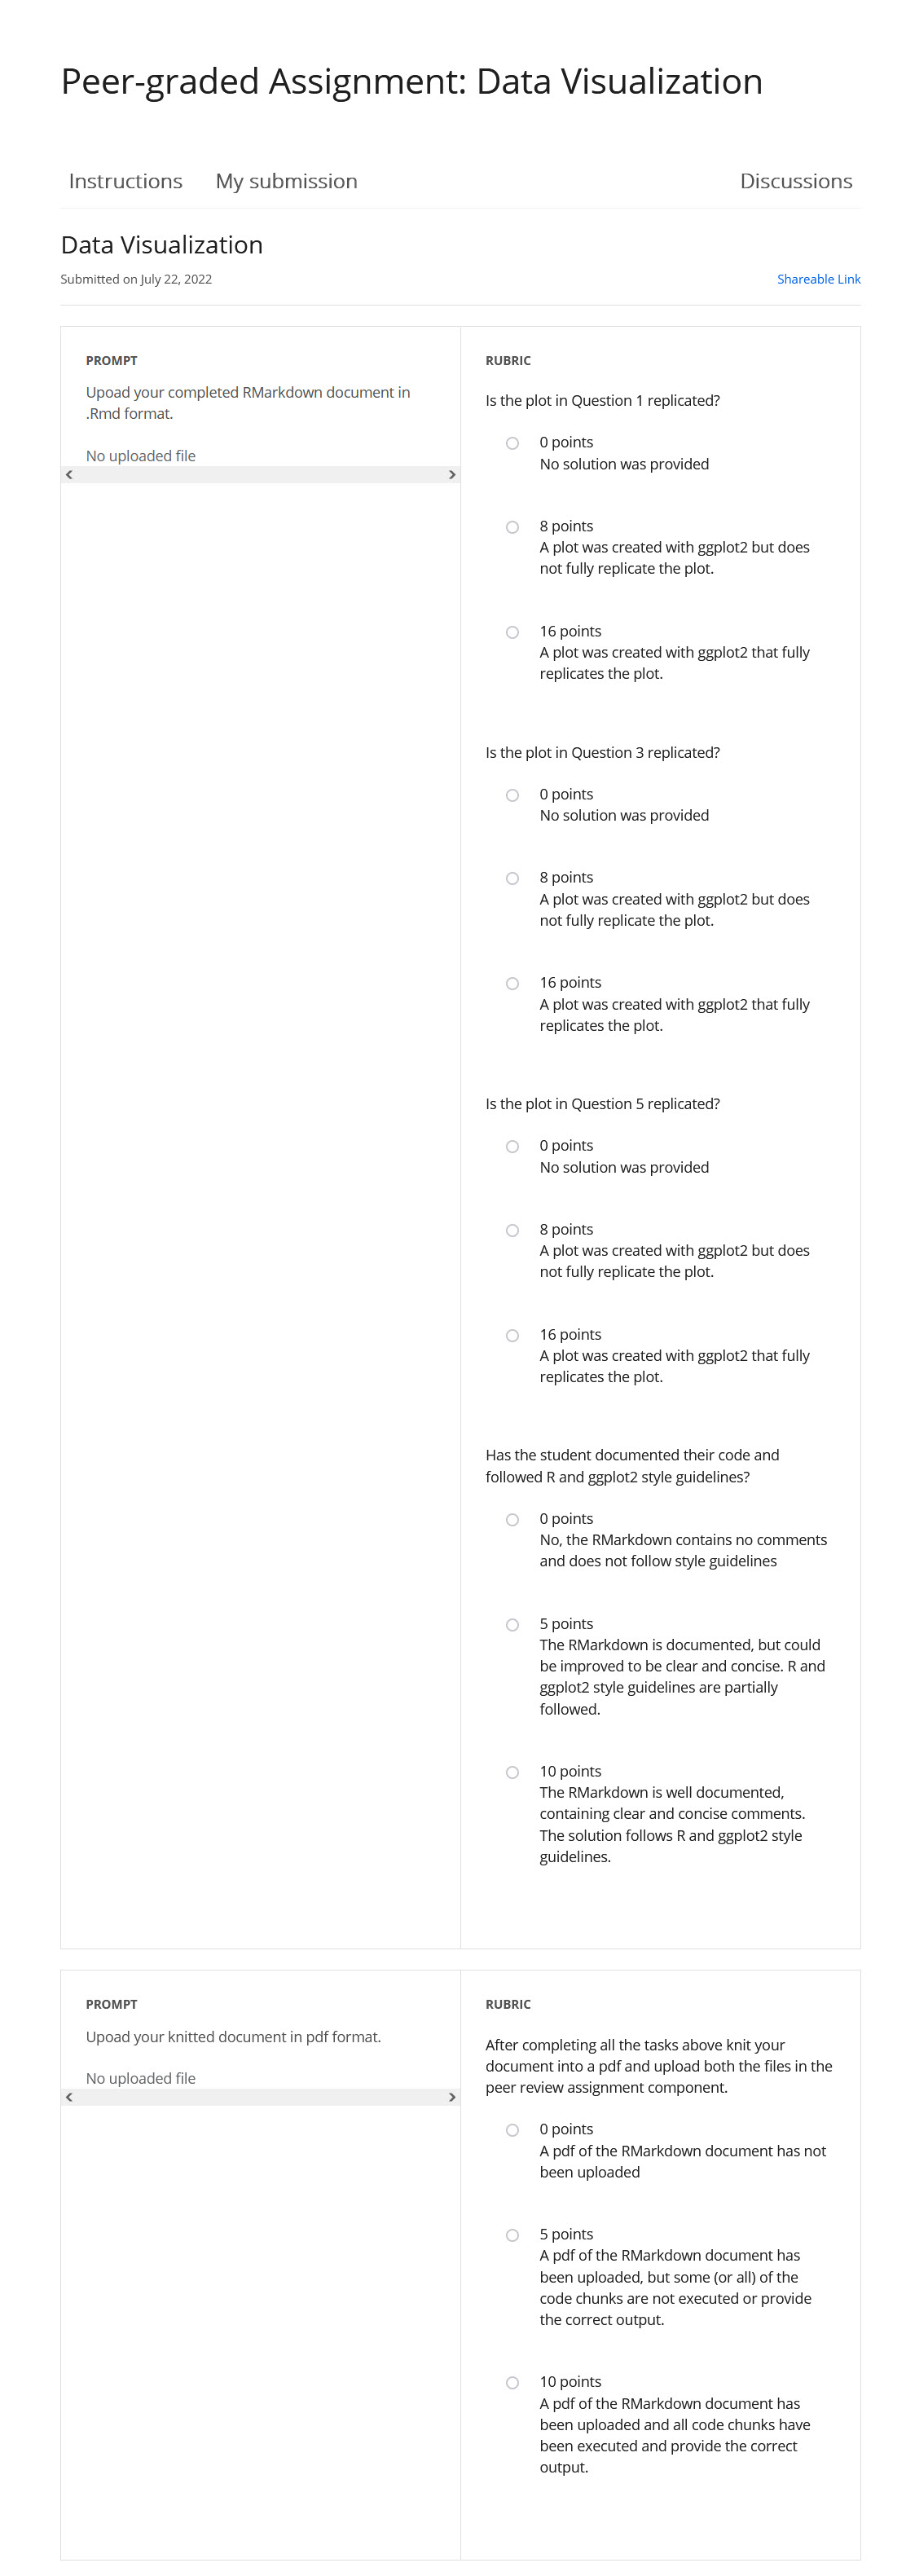 Peer-graded Assignment: Data Visualization
Instructions
My submission
Discussions
Data Visualization
Submitted on July 22, 2022
Shareable Link
PROMPT
Upoad your completed RMarkdown document in
.Rmd format.
No uploaded file
RUBRIC
Is the plot in Question 1 replicated?
0 points
No solution was provided
8 points
A plot was created with ggplot2 but does
not fully replicate the plot.
16 points
A plot was created with ggplot2 that fully
replicates the plot.
Is the plot in Question 3 replicated?
0 points
No solution was provided
8 points
A plot was created with ggplot2 but does
not fully replicate the plot.
16 points
A plot was created with ggplot2 that fully
replicates the plot.
Is the plot in Question 5 replicated?
0 points
No solution was provided
8 points
A plot was created with ggplot2 but does
not fully replicate the plot.
16 points
A plot was created with ggplot2 that fully
replicates the plot.
Has the student documented their code and
followed R and ggplot2 style guidelines?
0 points
No, the RMarkdown contains no comments
and does not follow style guidelines
5 points
The RMarkdown is documented, but could
be improved to be clear and concise. R and
ggplot2 style guidelines are partially
followed.
10 points
The RMarkdown is well documented,
containing clear and concise comments.
The solution follows R and ggplot2 style
guidelines.
PROMPT
Upoad your knitted document in pdf format.
No uploaded file
RUBRIC
After completing all the tasks above knit your
document into a pdf and upload both the files in the
peer review assignment component.
0 points
A pdf of the RMarkdown document has not
been uploaded
5 points
A pdf of the RMarkdown document has
been uploaded, but some (or all) of the
code chunks are not executed or provide
the correct output.
10 points
A pdf of the RMarkdown document has
been uploaded and all code chunks have
been executed and provide the correct
output.